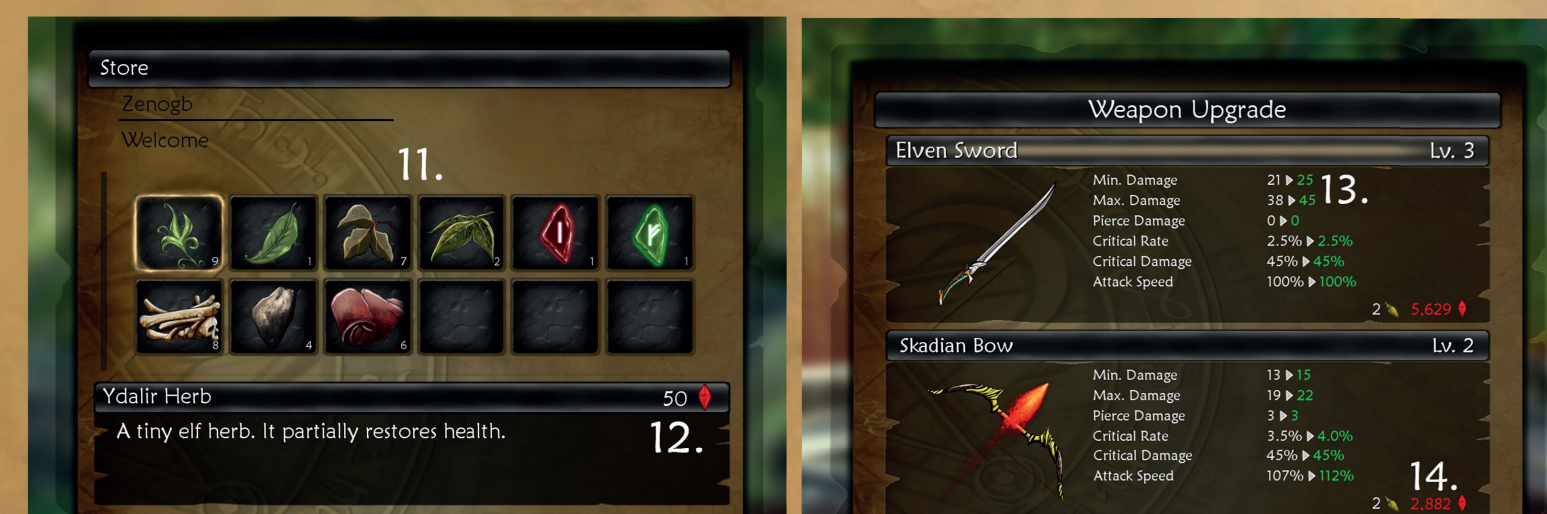 Store
Zenogb
Welcome
11.
9 1 7 2 1 1
8 4 6
Ydalir Herb 50
A tiny elf herb. It partially restores health.
12.
Weapon Upgrade
Elven Sword Lv. 3
Min. Damage 21 25
13.
Max. Damage 38 45
Pierce Damage 0 0
Critical Rate 2.5% 2.5%
Critical Damage 45% 45%
Attack Speed 100% 100%
2 5,629
Skadian Bow Lv. 2
Min. Damage 13 15
Max. Damage 19 22
Pierce Damage 3 3
Critical Rate 3.5% 4.0%
Critical Damage 45% 45%
Attack Speed 107% 112%
14.
2 2,882